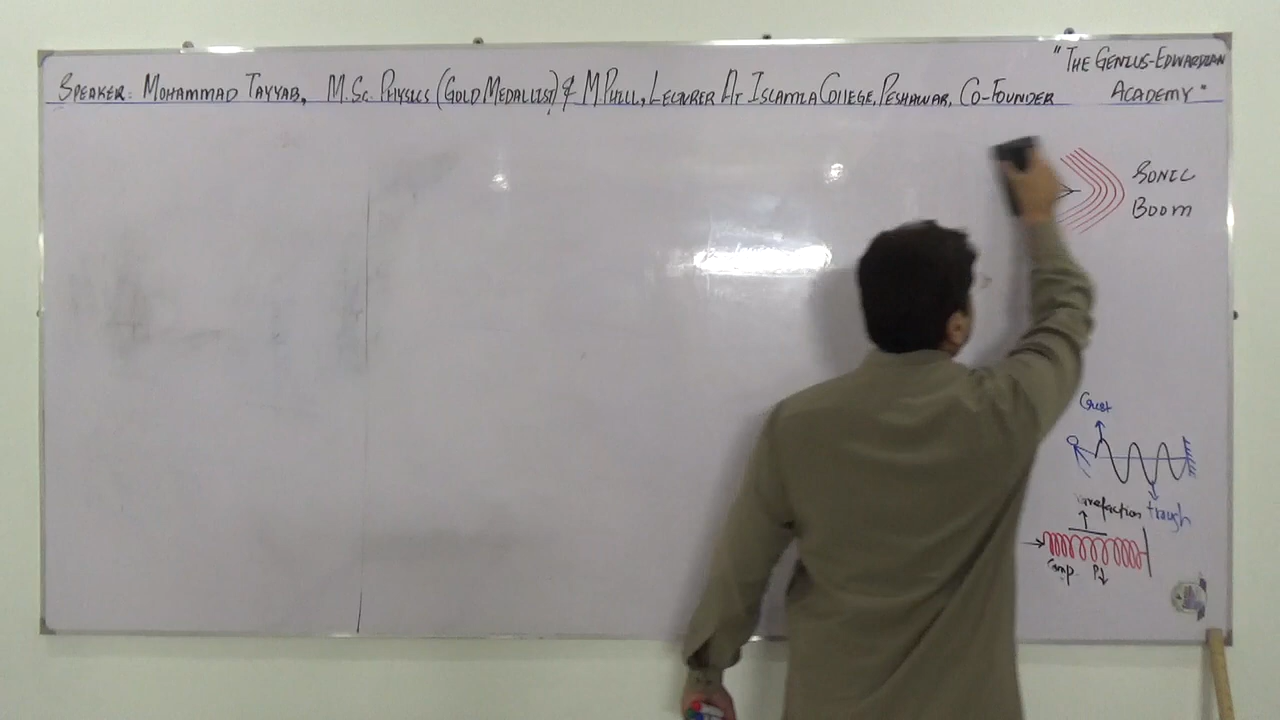 "THE GENIUS-EDWARDIAN
SPEAKER: MOHAMMAD TAYYAB, M.Sc. PHYSICS (GOLD MEDALLIST) & M PHILL, LECTURER AT ISLAMIA COLLEGE, PESHAWAR, CO-FOUNDER ACADEMY"
SONIC
BOOM
Crest
rarefaction trough
Comp. P↓